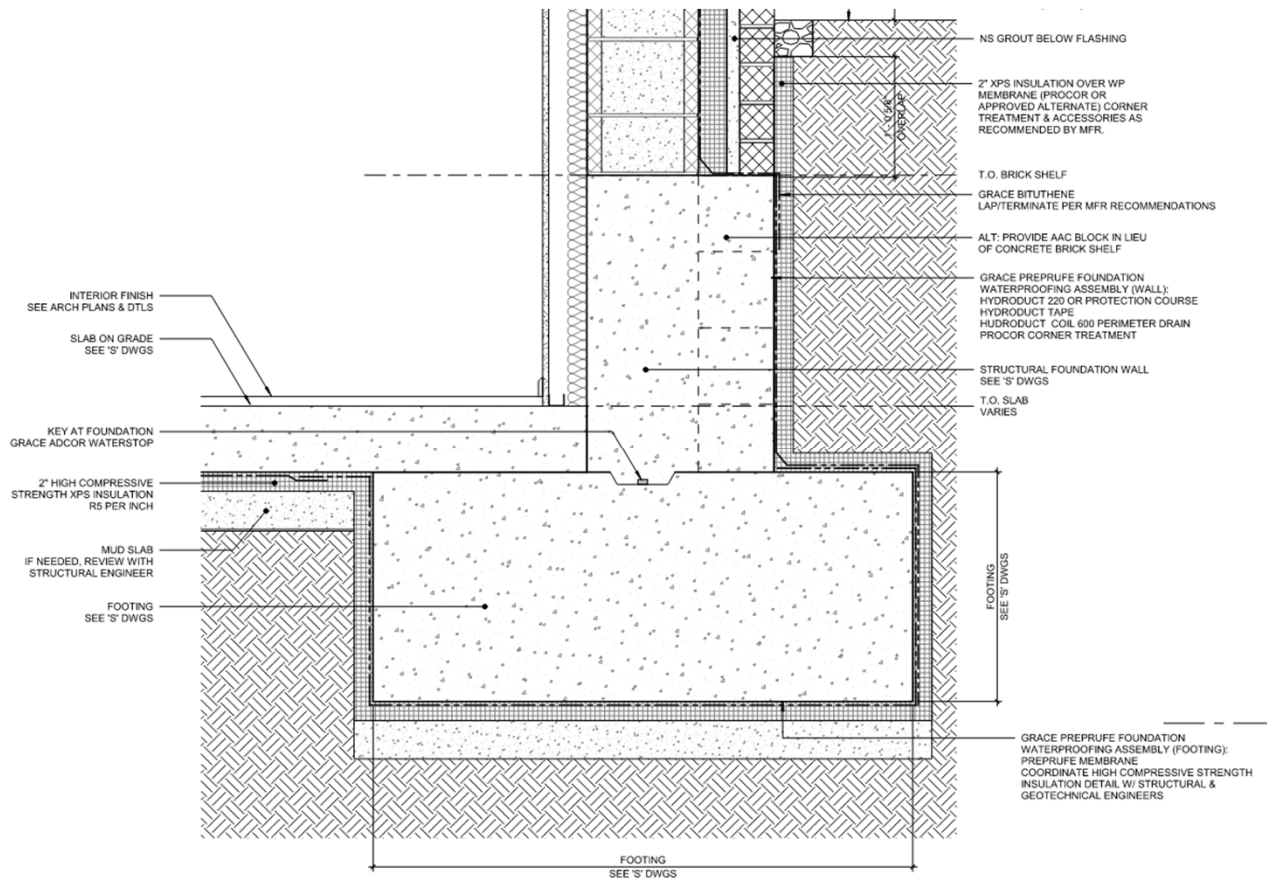 NS GROUT BELOW FLASHING
2" XPS INSULATION OVER WP
MEMBRANE (PROCOR OR
APPROVED ALTERNATE) CORNER
TREATMENT & ACCESSORIES AS
RECOMMENDED BY MFR.
OVERLAP
T.O. BRICK SHELF
GRACE BITUTHENE
LAP/TERMINATE PER MFR RECOMMENDATIONS
ALT: PROVIDE AAC BLOCK IN LIEU
OF CONCRETE BRICK SHELF
GRACE PREPRUFE FOUNDATION
WATERPROOFING ASSEMBLY (WALL):
HYDRODUCT 220 OR PROTECTION COURSE
HYDRODUCT TAPE
HUDRODUCT COIL 600 PERIMETER DRAIN
PROCOR CORNER TREATMENT
STRUCTURAL FOUNDATION WALL
SEE 'S' DWGS
T.O. SLAB
VARIES
INTERIOR FINISH
SEE ARCH PLANS & DTLS
SLAB ON GRADE
SEE 'S' DWGS
KEY AT FOUNDATION
GRACE ADCOR WATERSTOP
2" HIGH COMPRESSIVE
STRENGTH XPS INSULATION
R5 PER INCH
MUD SLAB
IF NEEDED, REVIEW WITH
STRUCTURAL ENGINEER
FOOTING
SEE 'S' DWGS
FOOTING
SEE 'S' DWGS
GRACE PREPRUFE FOUNDATION
WATERPROOFING ASSEMBLY (FOOTING):
PREPRUFE MEMBRANE
COORDINATE HIGH COMPRESSIVE STRENGTH
INSULATION DETAIL W/ STRUCTURAL &
GEOTECHNICAL ENGINEERS
FOOTING
SEE 'S' DWGS